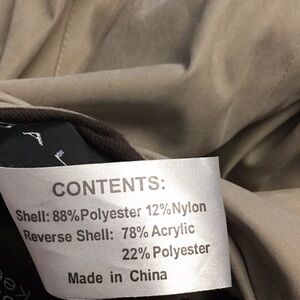 CONTENTS:
Shell: 88%Polyester 12%Nylon
Reverse Shell: 78% Acrylic
22% Polyester
Made in China